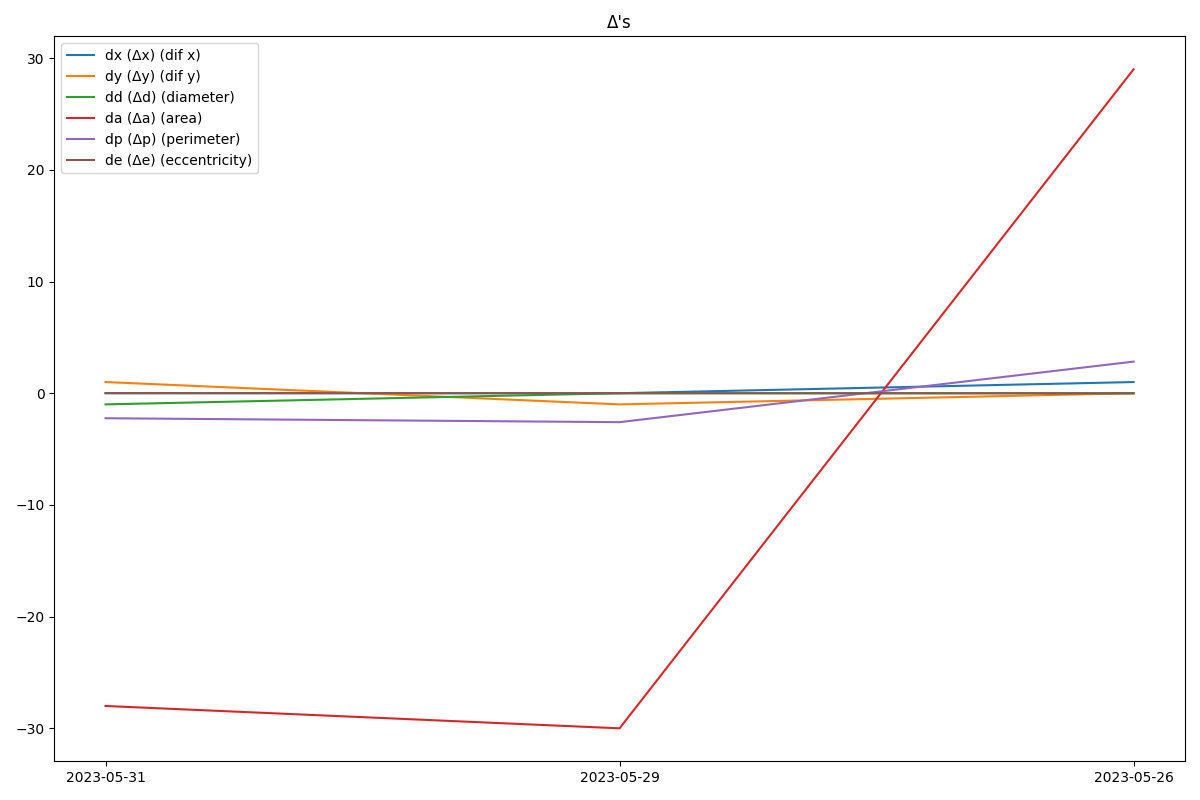 Δ's
dx (Δx) (dif x)
dy (Δy) (dif y)
dd (Δd) (diameter)
da (Δa) (area)
dp (Δp) (perimeter)
de (Δe) (eccentricity)
30
20
10
0
−10
−20
−30
2023-05-31 2023-05-29 2023-05-26